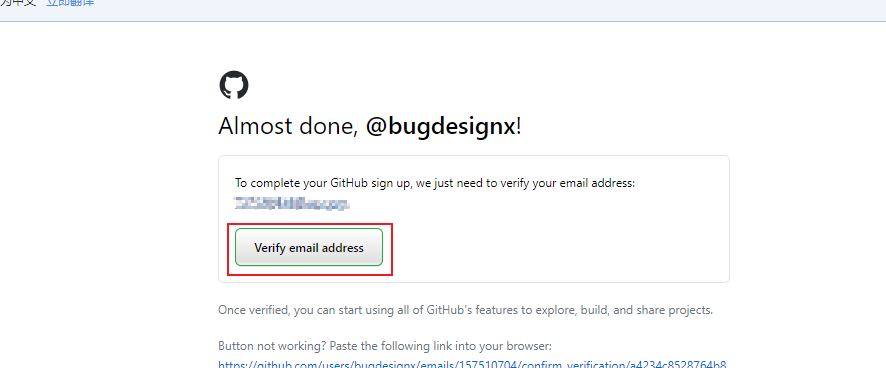 为中文 立即翻译
Almost done, @bugdesignx!
To complete your GitHub sign up, we just need to verify your email address:
Verify email address
Once verified, you can start using all of GitHub's features to explore, build, and share projects.
Button not working? Paste the following link into your browser:
https://github.com/users/bugdesignx/emails/157510704/confirm_verification/a4234c8528764b8